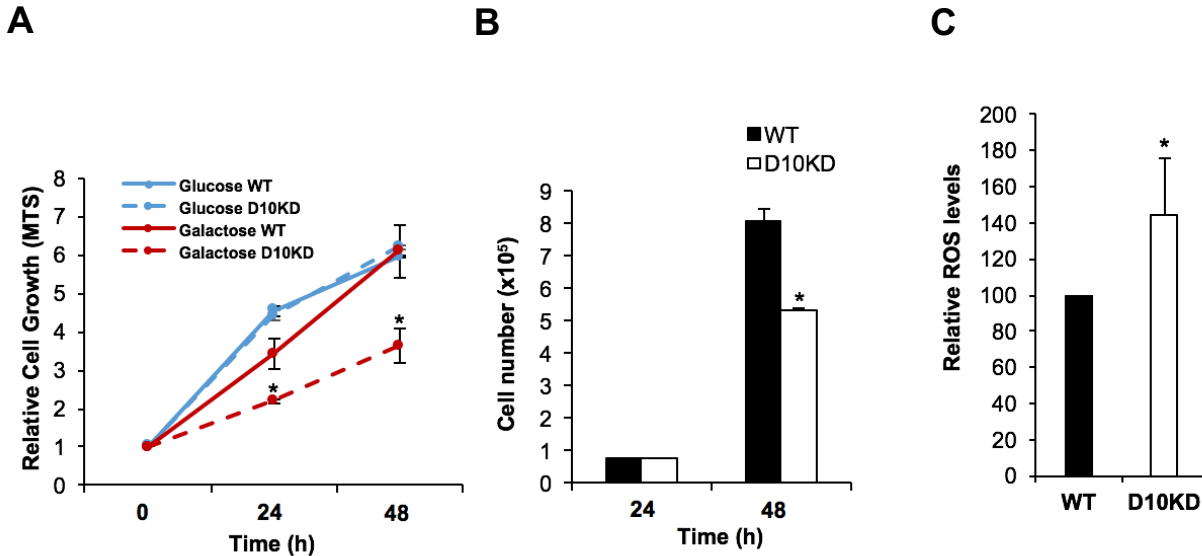 A
Relative Cell Growth (MTS)
8
7
6
5
4
3
2
1
0
Glucose WT
Glucose D10KD
Galactose WT
Galactose D10KD
*
*
0 24 48
Time (h)
B
WT
D10KD
Cell number (x10⁵)
9
8
7
6
5
4
3
2
1
0
*
24 48
Time (h)
C
Relative ROS levels
200
180
160
140
120
100
80
60
40
20
0
*
WT D10KD